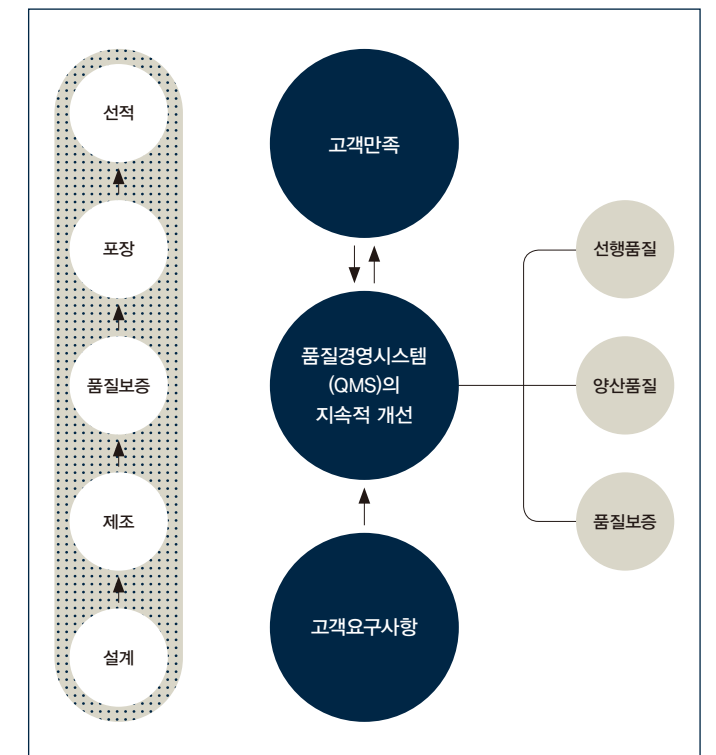 선적
포장
품질보증
제조
설계
고객만족
품질경영시스템
(QMS)의
지속적 개선
고객요구사항
선행품질
양산품질
품질보증